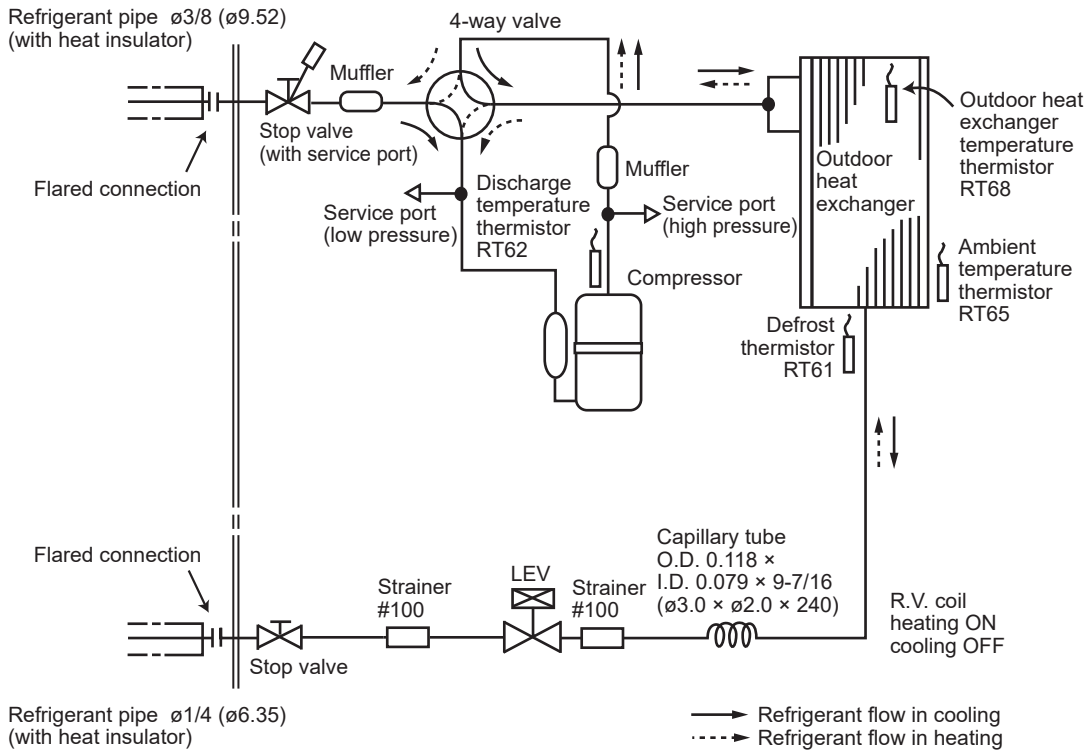 Refrigerant pipe ø3/8 (ø9.52)
(with heat insulator)
4-way valve
Muffler
Stop valve
(with service port)
Flared connection
Service port
(low pressure)
Discharge
temperature
thermistor
RT62
Muffler
Service port
(high pressure)
Compressor
Outdoor
heat
exchanger
Outdoor heat
exchanger
temperature
thermistor
RT68
Ambient
temperature
thermistor
RT65
Defrost
thermistor
RT61
Flared connection
Stop valve
Strainer
#100
LEV
Strainer
#100
Capillary tube
O.D. 0.118 ×
I.D. 0.079 × 9-7/16
(ø3.0 × ø2.0 × 240)
R.V. coil
heating ON
cooling OFF
Refrigerant pipe ø1/4 (ø6.35)
(with heat insulator)
Refrigerant flow in cooling
Refrigerant flow in heating